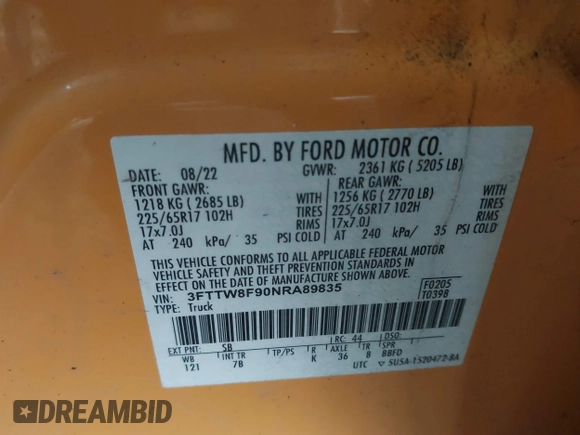 MFD. BY FORD MOTOR CO.
DATE: 08/22 GVWR: 2361 KG ( 5205 LB)
FRONT GAWR: REAR GAWR:
1218 KG ( 2685 LB) 1256 KG ( 2770 LB)
225/65R17 102H TIRES 225/65R17 102H TIRES
17x7.0J RIMS 17x7.0J RIMS
AT 240 kPa/ 35 PSI COLD AT 240 kPa/ 35 PSI COLD
THIS VEHICLE CONFORMS TO ALL APPLICABLE FEDERAL MOTOR
VEHICLE SAFETY AND THEFT PREVENTION STANDARDS IN
EFFECT ON THE DATE OF MANUFACTURE SHOWN ABOVE.
VIN: 3FTTW8F90NRA89835 F0205
TYPE: Truck T0398
EXT PNT: SB RC: 44 DSO:
WB INT TR TP/PS R AXLE TR SPR
121 7B K 36 8 BBFD
UTC 5U5A-1520472-BA
DREAMBID